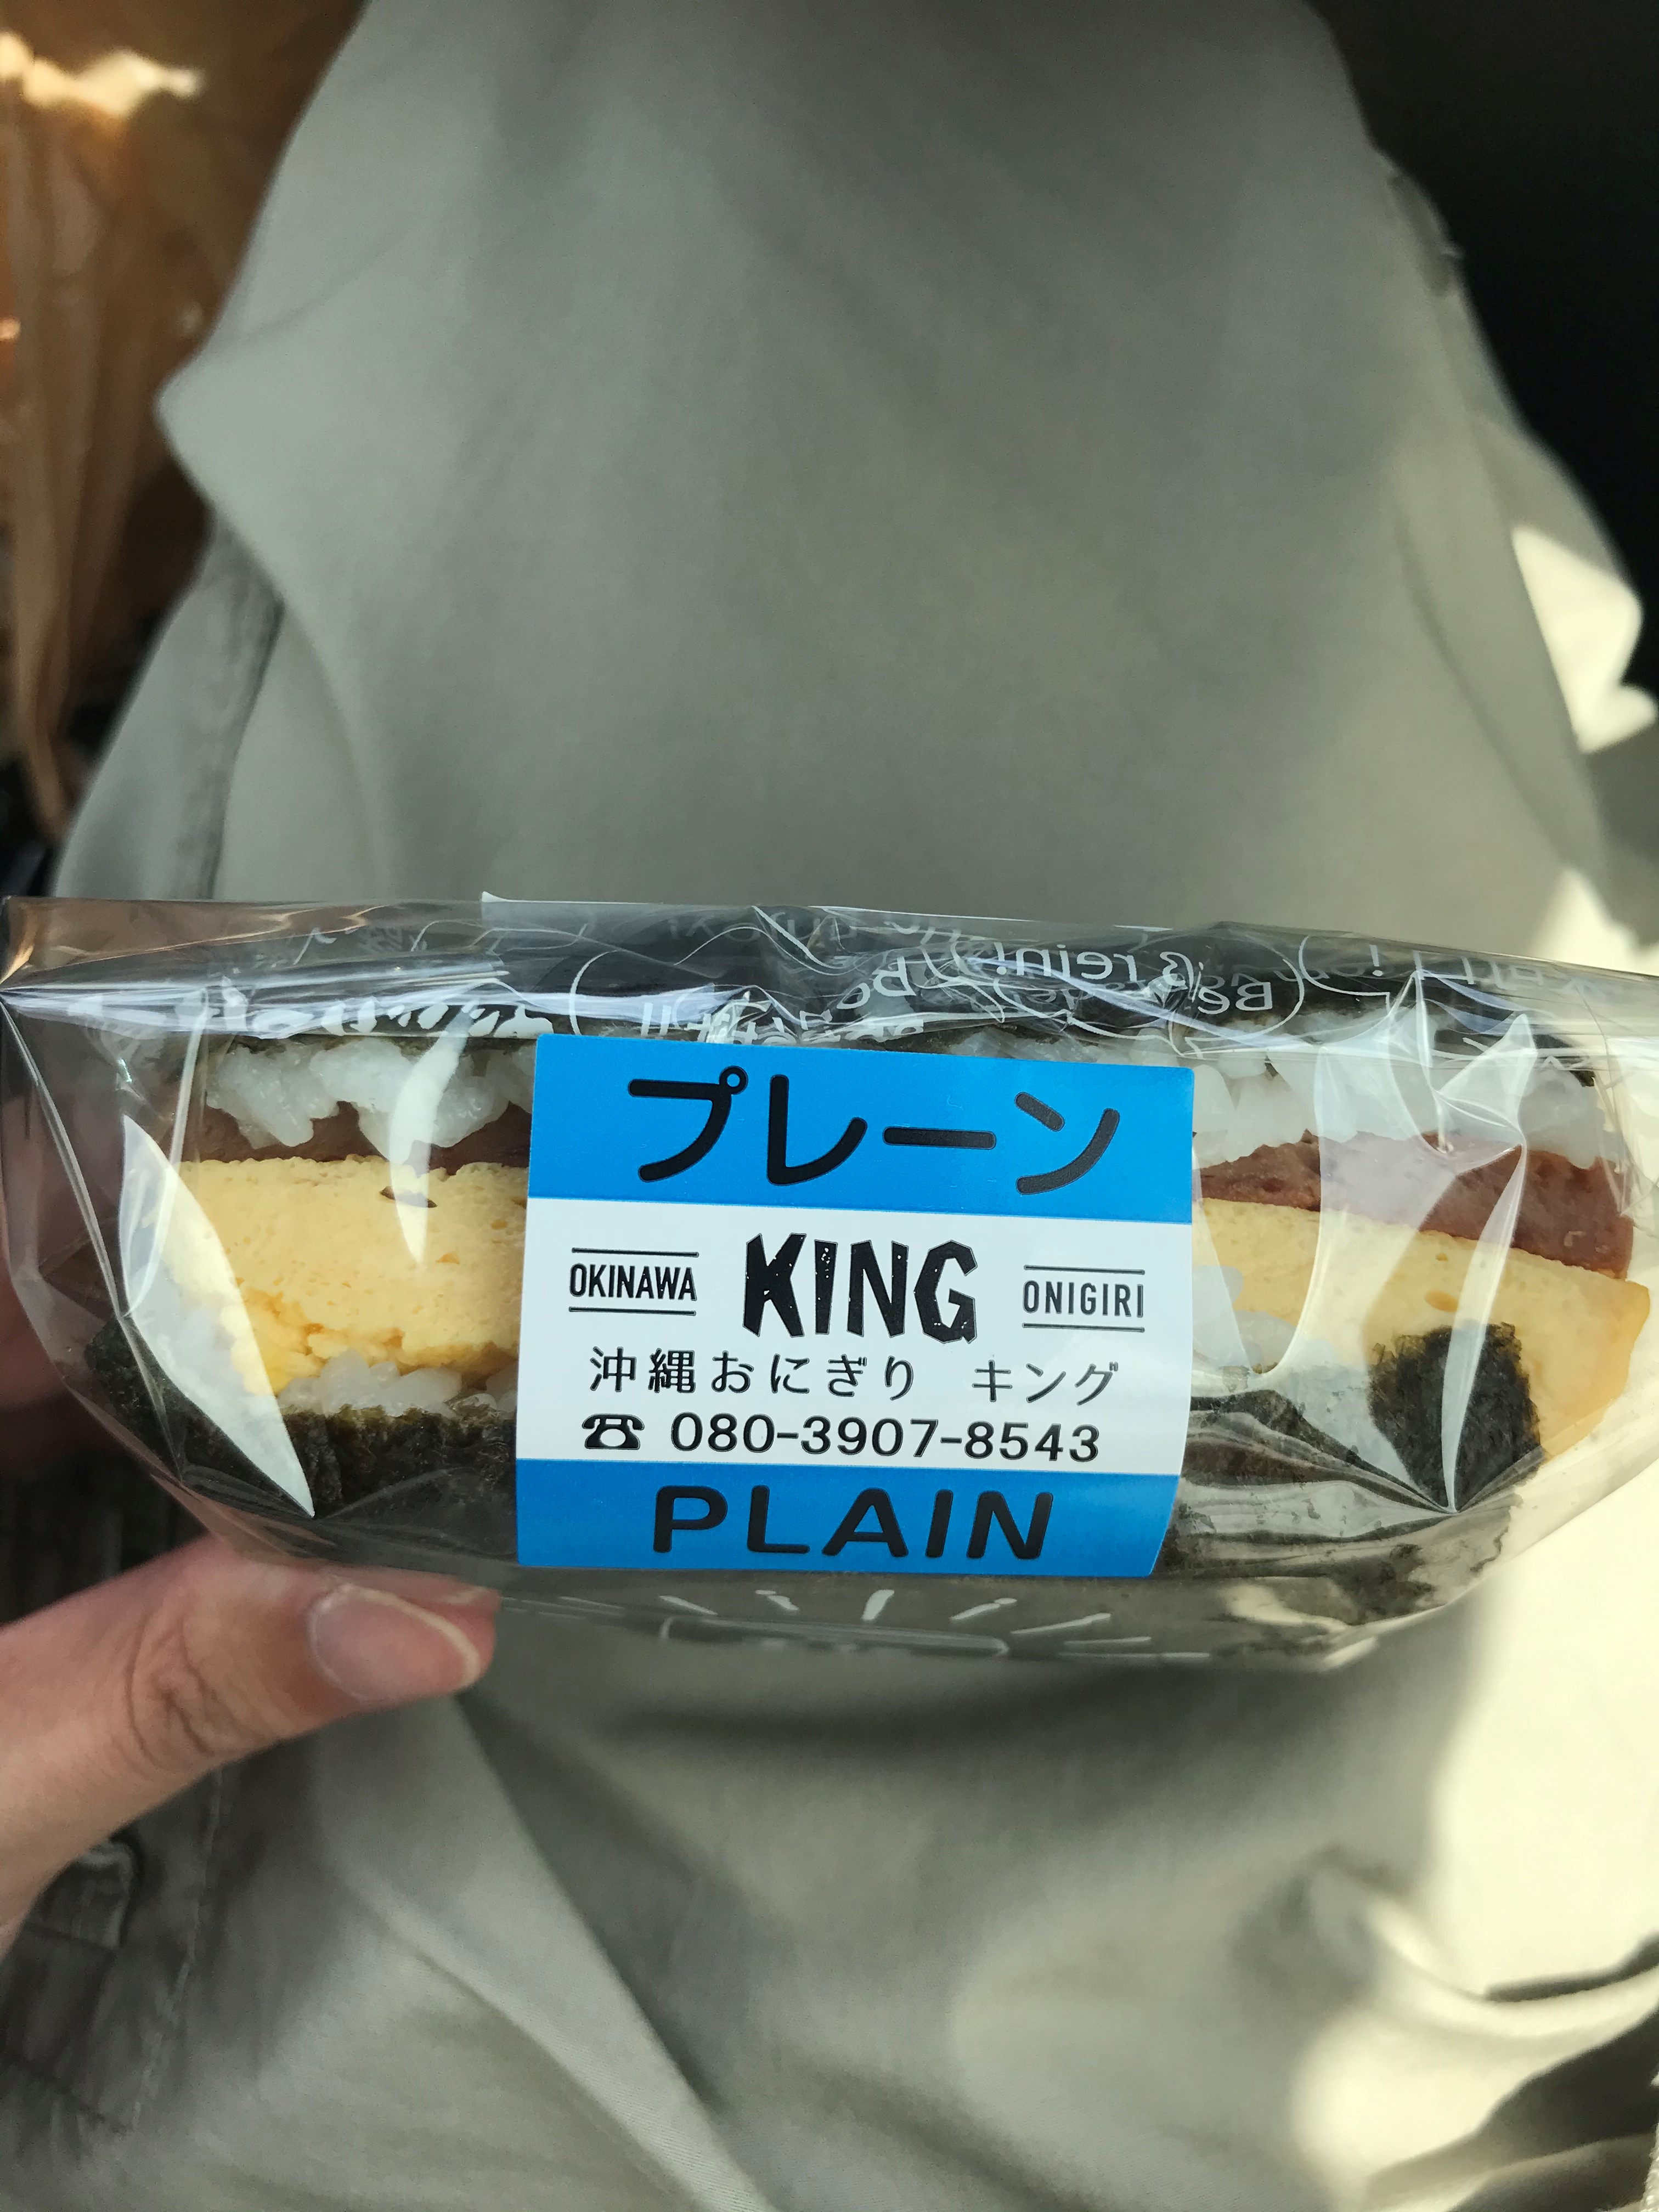 プレーン
OKINAWA KING ONIGIRI
沖縄おにぎり キング
☎ 080-3907-8543
PLAIN